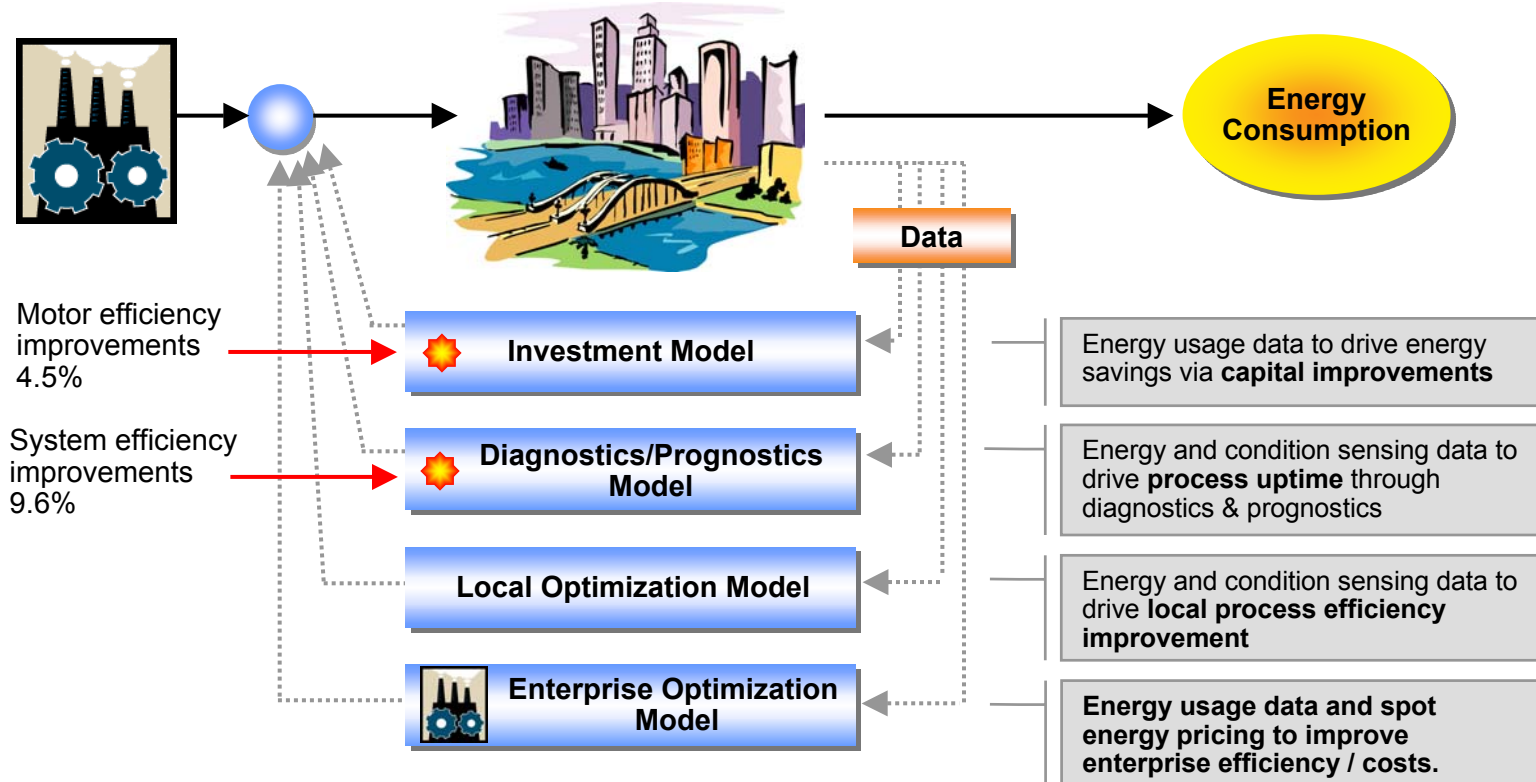 Energy
Consumption
Data
Motor efficiency
improvements
4.5%
Investment Model
Energy usage data to drive energy
savings via capital improvements
System efficiency
improvements
9.6%
Diagnostics/Prognostics
Model
Energy and condition sensing data to
drive process uptime through
diagnostics & prognostics
Local Optimization Model
Energy and condition sensing data to
drive local process efficiency
improvement
Enterprise Optimization
Model
Energy usage data and spot
energy pricing to improve
enterprise efficiency / costs.